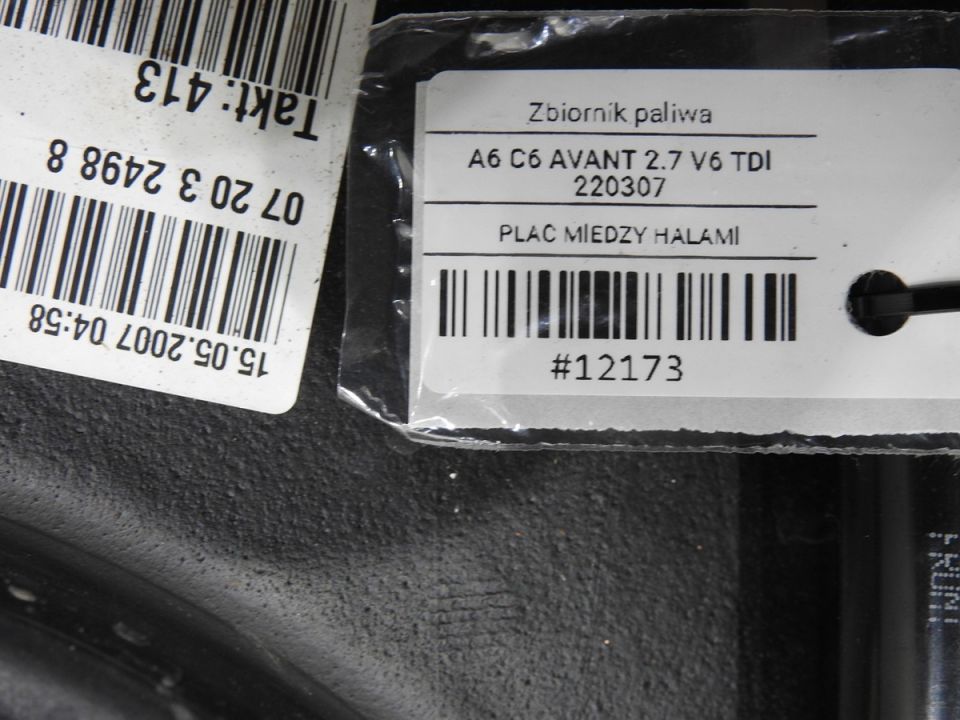 Zbiornik paliwa
A6 C6 AVANT 2.7 V6 TDI
220307
PLAC MIEDZY HALAMI
#12173
15.05.2007 04:58
07 20 3 2498 8
Takt: 413